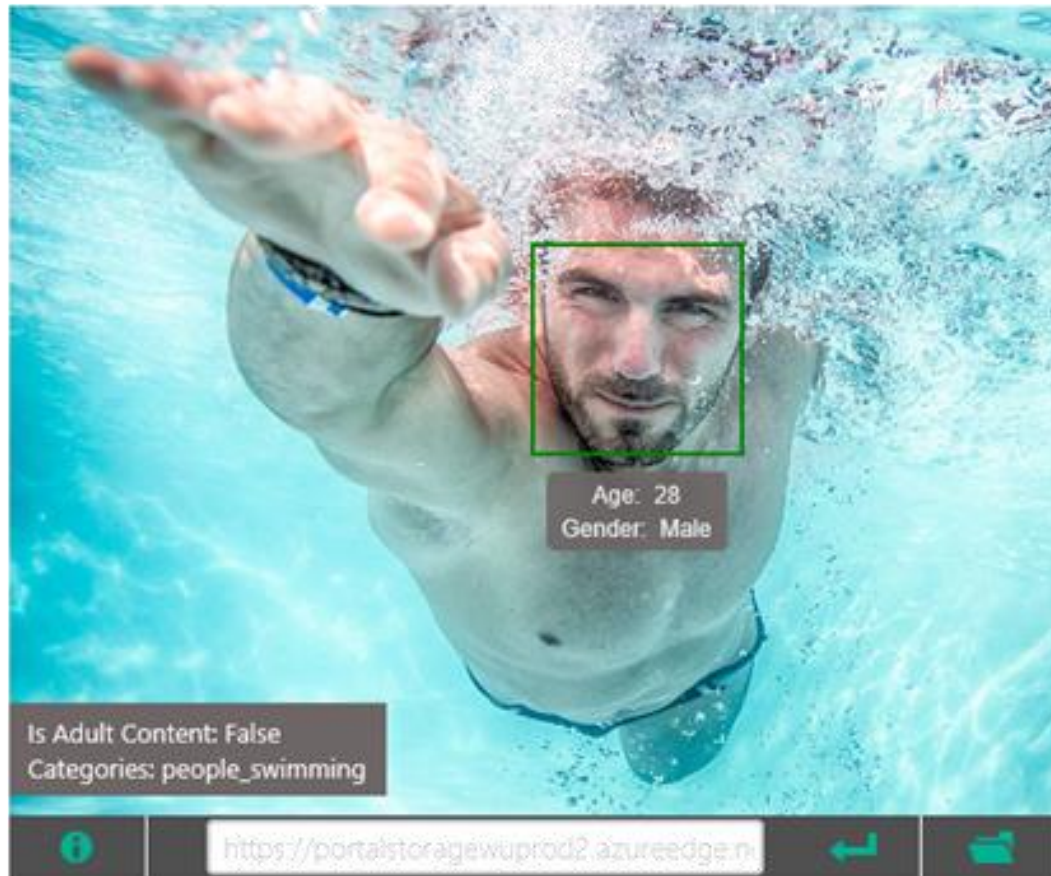 Age: 28
Gender: Male
Is Adult Content: False
Categories: people_swimming
https://portalstoragewuprod2.azureedge.n